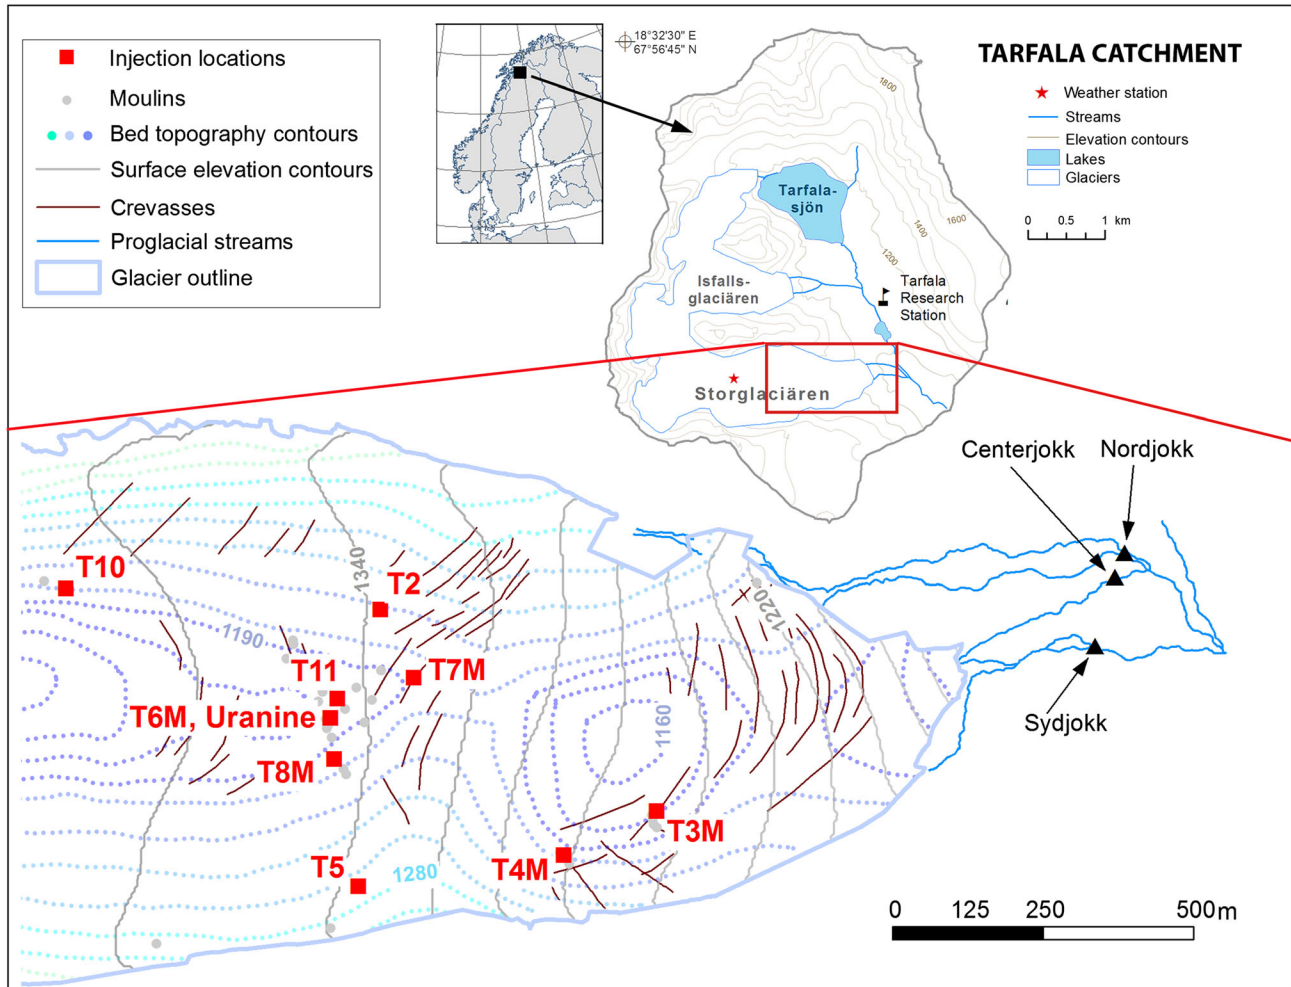 Injection locations
Moulins
Bed topography contours
Surface elevation contours
Crevasses
Proglacial streams
Glacier outline
18°32'30" E
67°56'45" N
TARFALA CATCHMENT
Weather station
Streams
Elevation contours
Lakes
Glaciers
0 0.5 1 km
1800
1600
1400
1200
Tarfala-
sjön
Isfalls-
glaciären
Tarfala
Research
Station
Storglaciären
Centerjokk
Nordjokk
Sydjokk
T10
1340
T2
1190
T11
T7M
T6M, Uranine
T8M
1220
1160
T3M
T4M
T5
1280
0 125 250 500 m